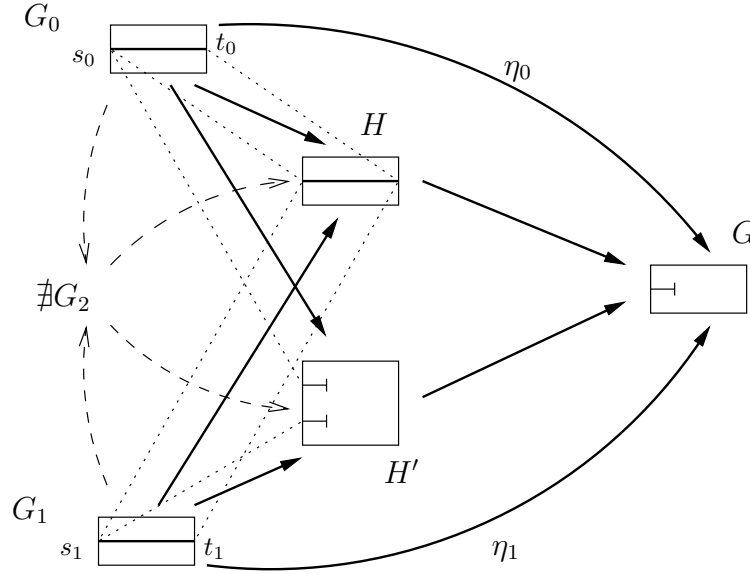 G₀
s₀ t₀
η₀
H
G
∄G₂
H′
G₁
s₁ t₁
η₁